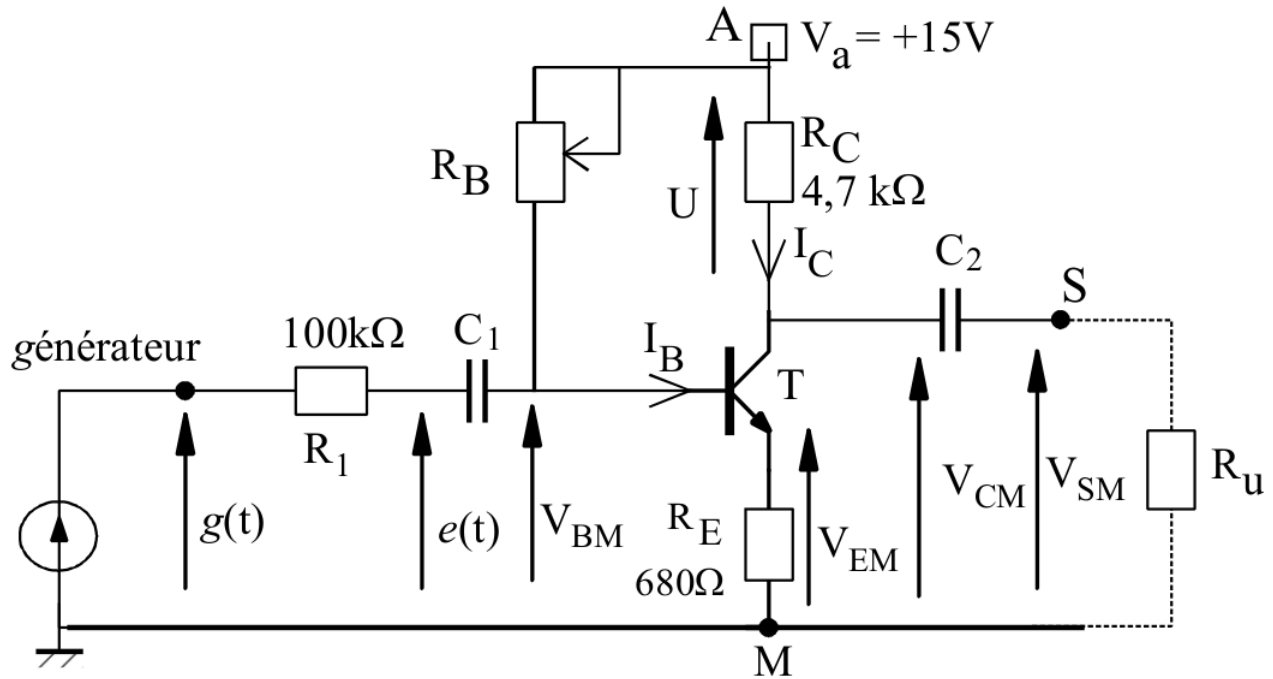 A
V_a = +15V
R_B
R_C
4,7 kΩ
U
I_C
C_2
S
générateur
100kΩ
C_1
I_B
T
R_1
g(t)
e(t)
V_BM
R_E
680Ω
V_EM
V_CM
V_SM
R_u
M